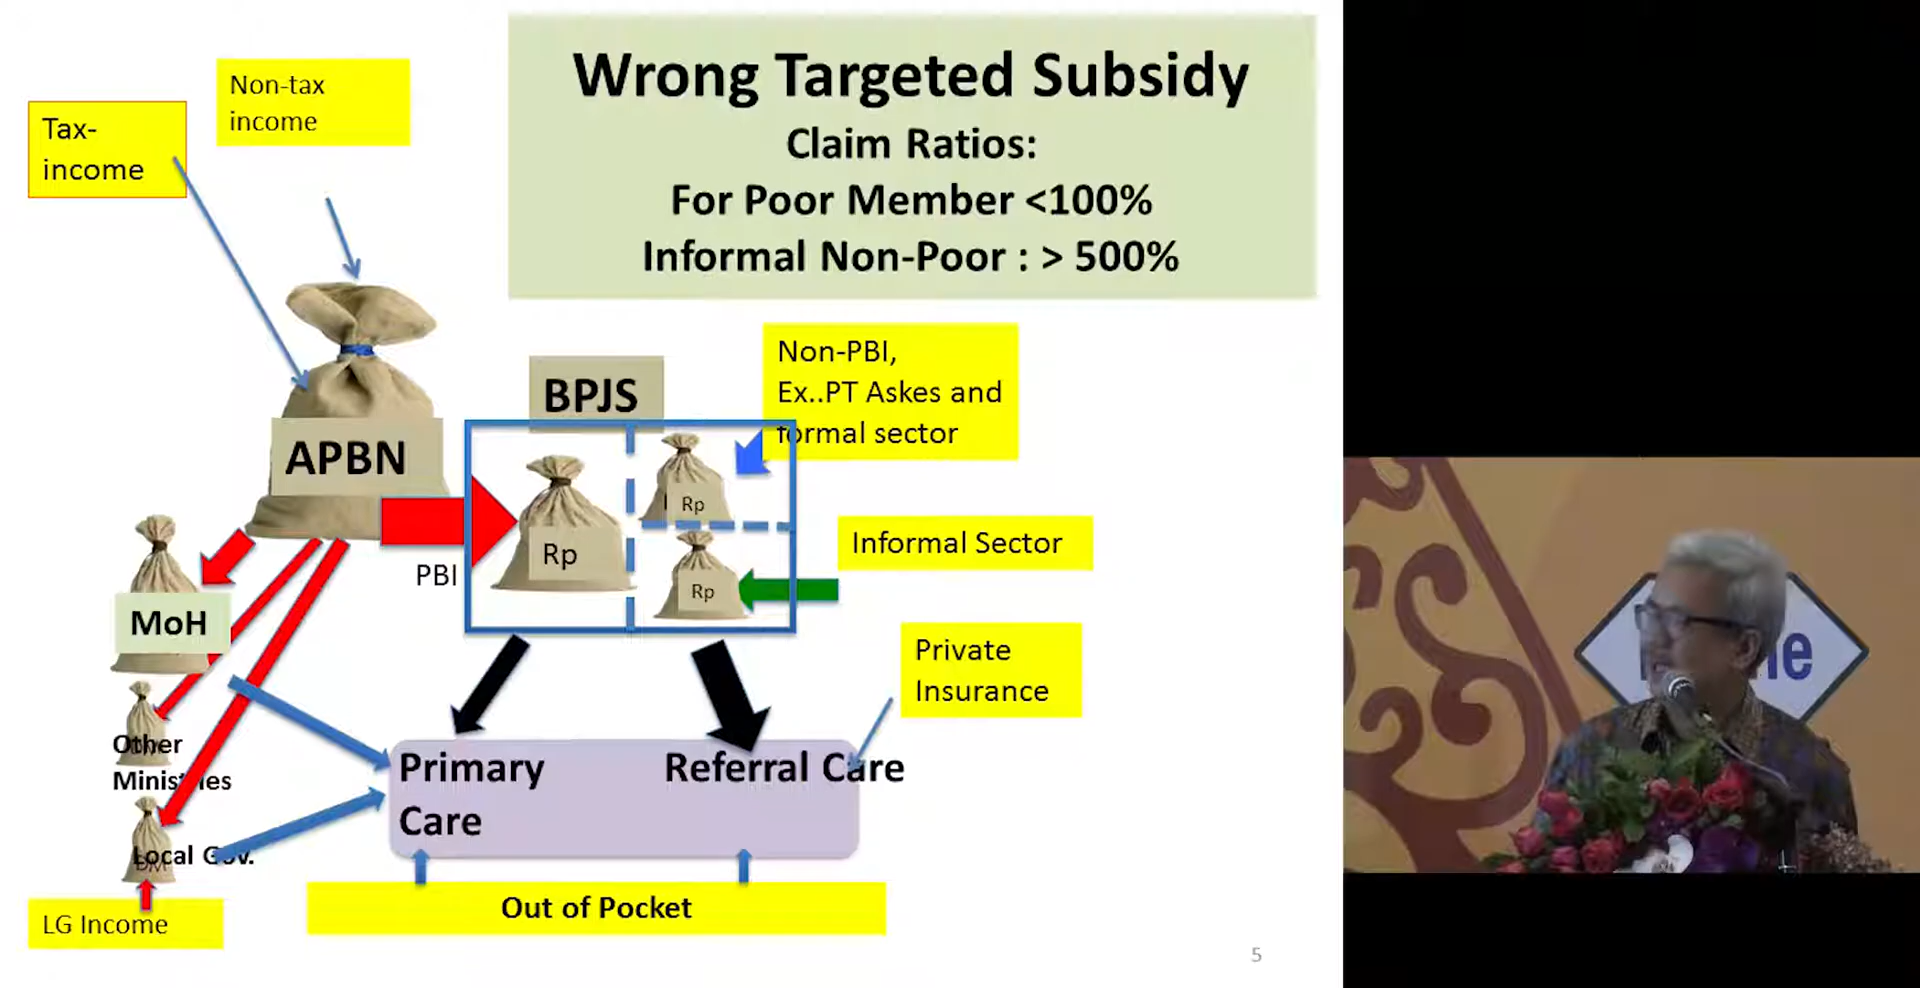 Wrong Targeted Subsidy
Claim Ratios:
For Poor Member <100%
Informal Non-Poor : > 500%
Non-tax
income
Tax-
income
Non-PBI,
Ex..PT Askes and
formal sector
BPJS
APBN
Rp
Rp
Rp
PBI
Informal Sector
MoH
Private
Insurance
Other
Ministries
Primary
Care
Referral Care
Local Gov.
LG Income
Out of Pocket
5